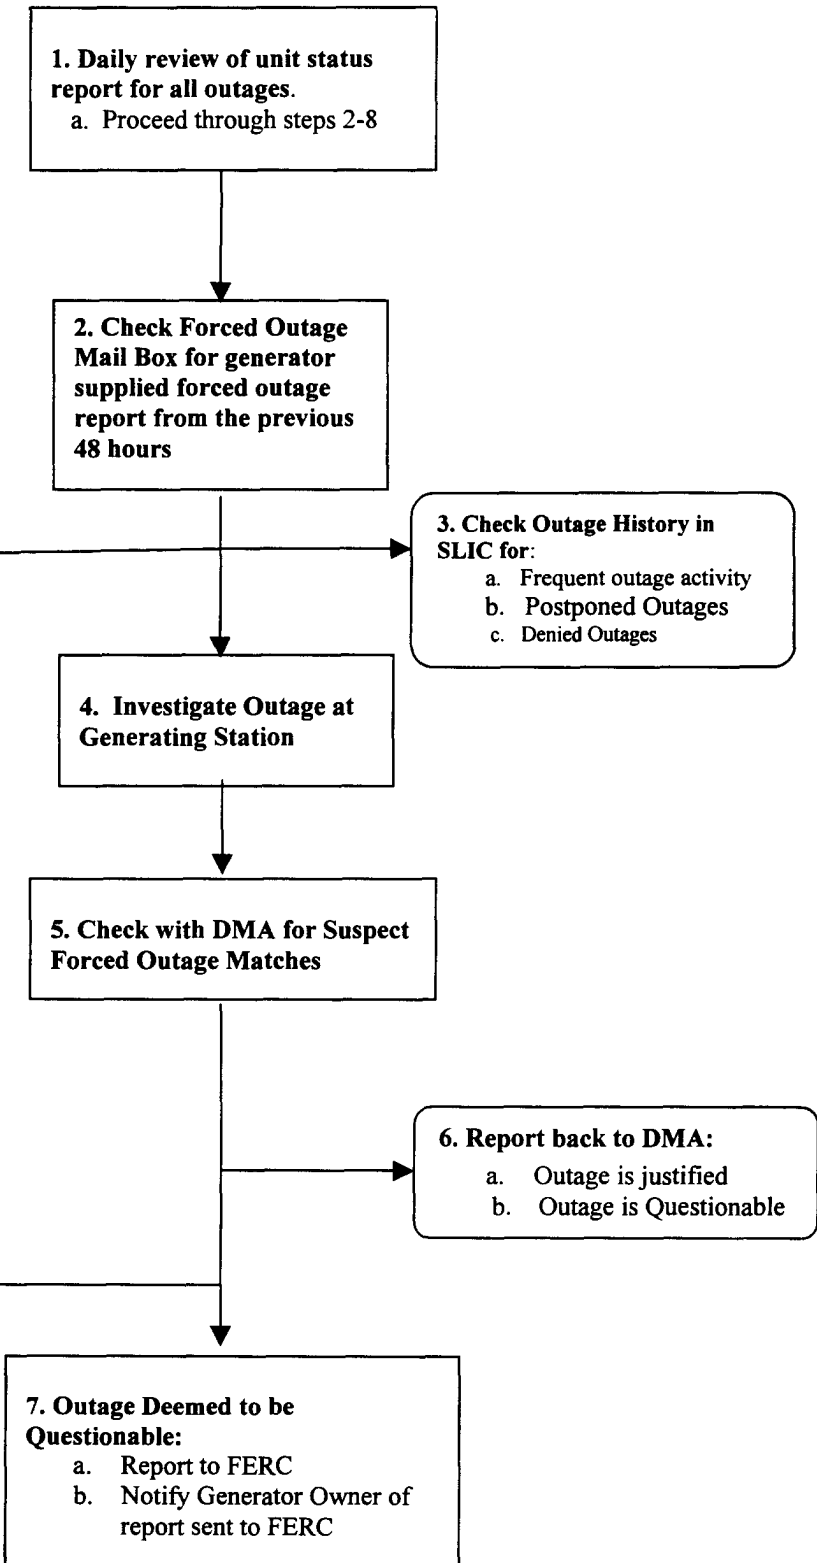 1. Daily review of unit status
report for all outages.
a. Proceed through steps 2-8
2. Check Forced Outage
Mail Box for generator
supplied forced outage
report from the previous
48 hours
3. Check Outage History in
SLIC for:
a. Frequent outage activity
b. Postponed Outages
c. Denied Outages
4. Investigate Outage at
Generating Station
5. Check with DMA for Suspect
Forced Outage Matches
6. Report back to DMA:
a. Outage is justified
b. Outage is Questionable
7. Outage Deemed to be
Questionable:
a. Report to FERC
b. Notify Generator Owner of
report sent to FERC